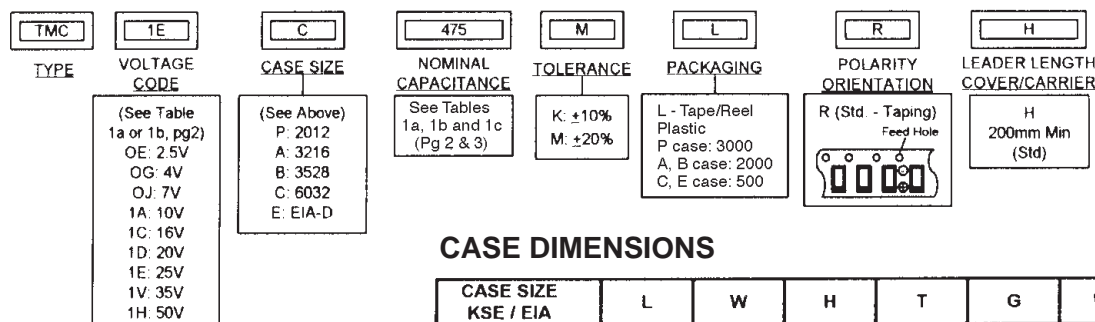 TMC 1E C 475 M L R H
TYPE
VOLTAGE
CODE
(See Table
1a or 1b, pg2)
OE: 2.5V
OG: 4V
OJ: 7V
1A: 10V
1C: 16V
1D: 20V
1E: 25V
1V: 35V
1H: 50V
CASE SIZE
(See Above)
P: 2012
A: 3216
B: 3528
C: 6032
E: EIA-D
NOMINAL
CAPACITANCE
See Tables
1a, 1b and 1c
(Pg 2 & 3)
TOLERANCE
K: ±10%
M: ±20%
PACKAGING
L - Tape/Reel
Plastic
P case: 3000
A, B case: 2000
C, E case: 500
POLARITY
ORIENTATION
R (Std. - Taping)
Feed Hole
LEADER LENGTH
COVER/CARRIER
H
200mm Min
(Std)
CASE DIMENSIONS
CASE SIZE
KSE / EIA
L W H T G